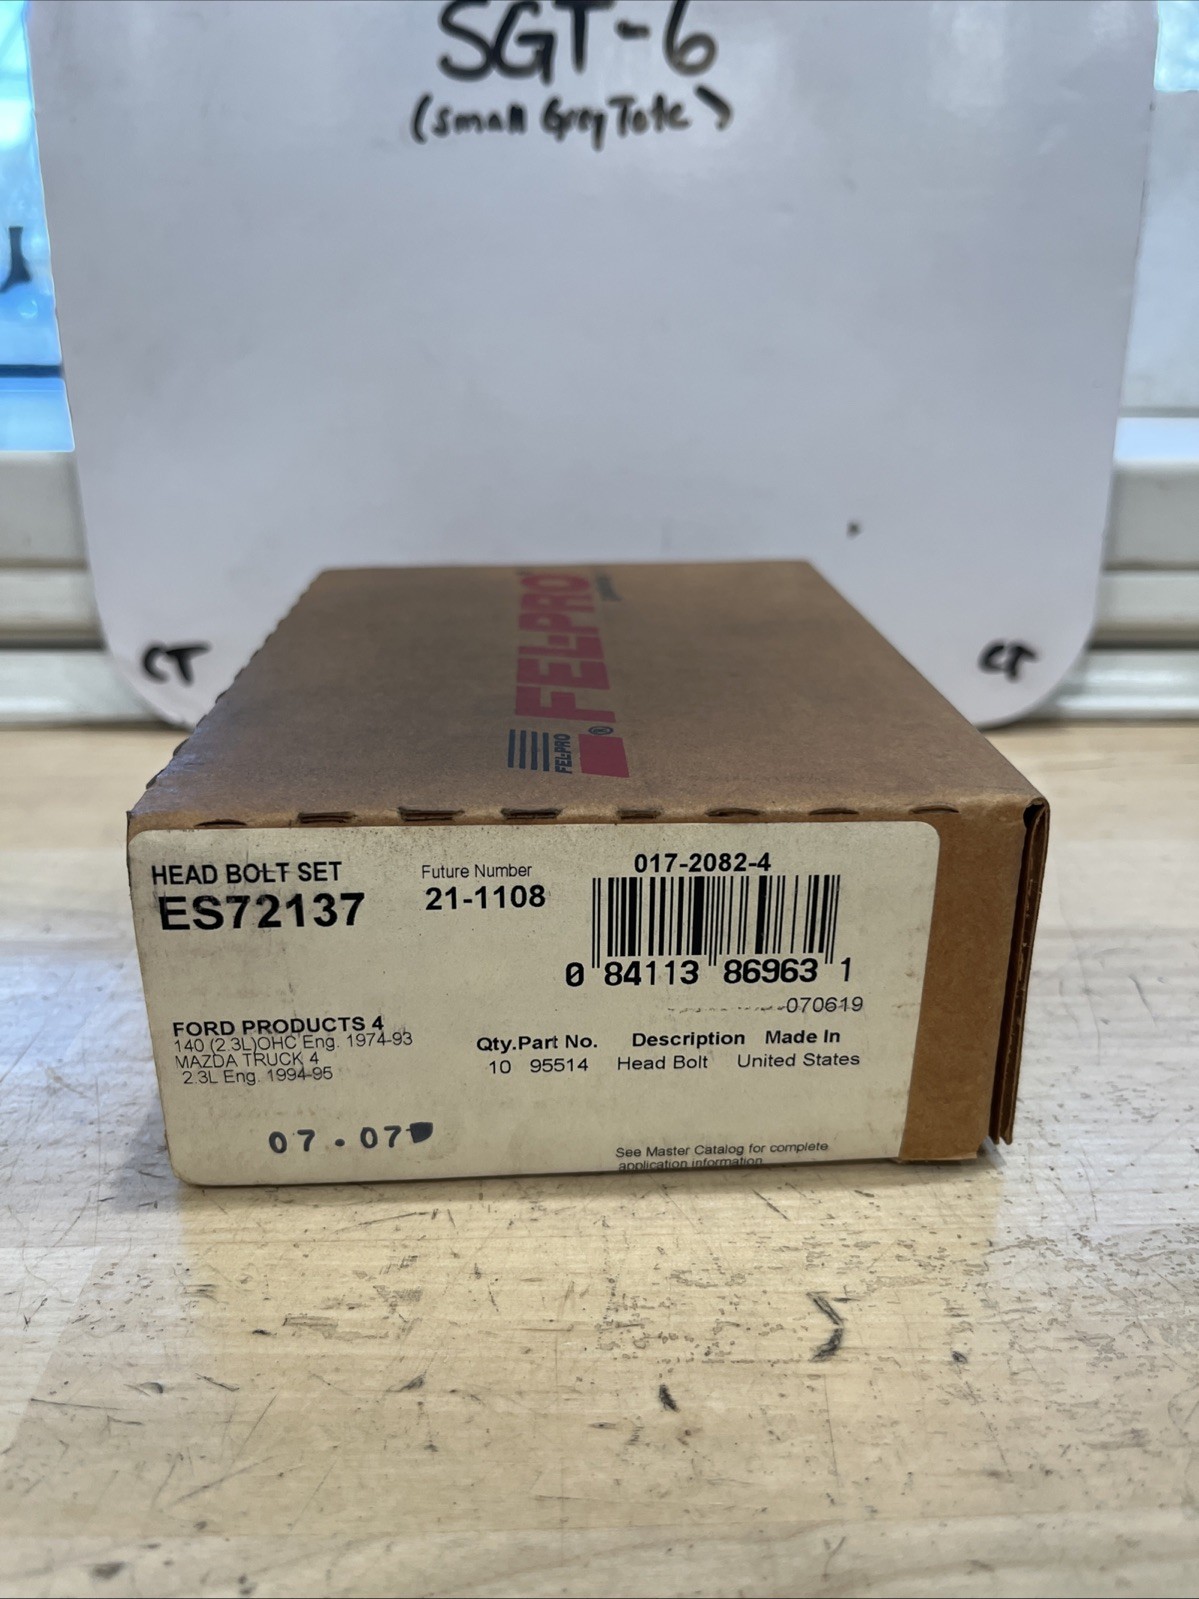 SGT-6
(small Grey Tote)
CT
CT
FEL-PRO®
FEL-PRO
HEAD BOLT SET
ES72137
Future Number
21-1108
017-2082-4
0 84113 86963 1
070619
FORD PRODUCTS 4
140 (2.3L)OHC Eng. 1974-93
MAZDA TRUCK 4
2.3L Eng. 1994-95
Qty. Part No. Description Made In
10 95514 Head Bolt United States
07.07
See Master Catalog for complete
application information